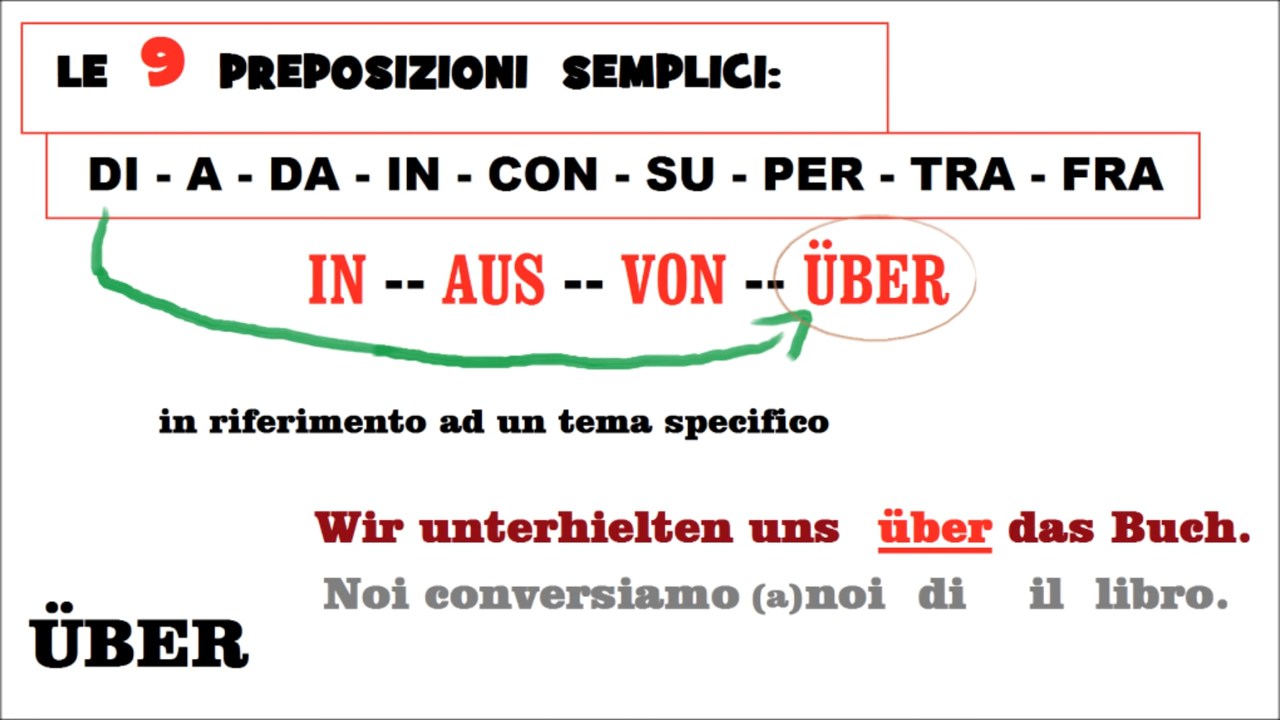 LE 9 PREPOSIZIONI SEMPLICI:
DI - A - DA - IN - CON - SU - PER - TRA - FRA
IN -- AUS -- VON -- ÜBER
in riferimento ad un tema specifico
Wir unterhielten uns über das Buch.
Noi conversiamo (a)noi di il libro.
ÜBER